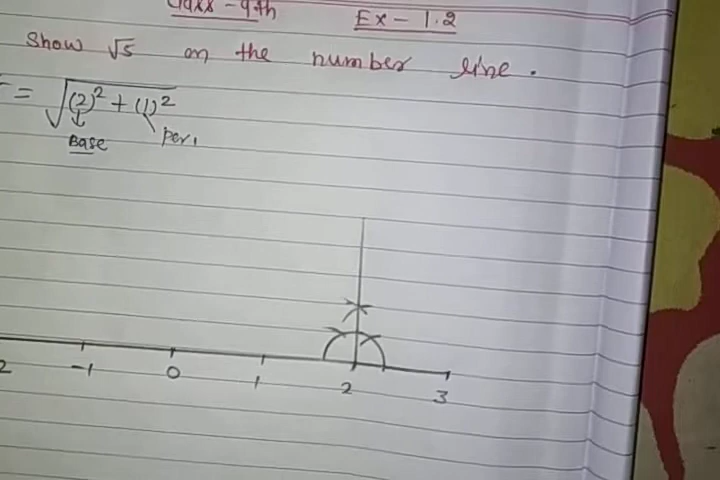 Class - 9th Ex - 1.2
Show √5 on the number line .
= √(2)² + (1)²
Base per.
2 -1 0 1 2 3